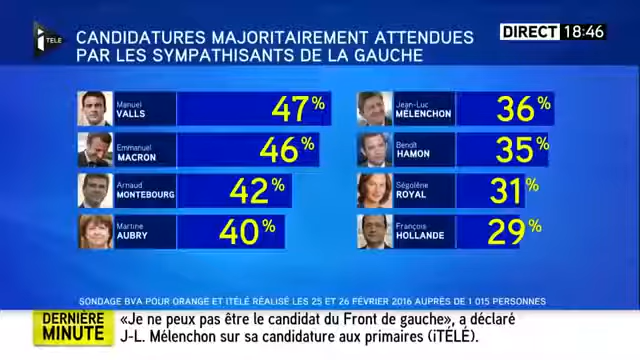 iTELE
CANDIDATURES MAJORITAIREMENT ATTENDUES
PAR LES SYMPATHISANTS DE LA GAUCHE
DIRECT 18:46
Manuel
VALLS
47%
Emmanuel
MACRON
46%
Arnaud
MONTEBOURG
42%
Martine
AUBRY
40%
Jean-Luc
MÉLENCHON
36%
Benoît
HAMON
35%
Ségolène
ROYAL
31%
François
HOLLANDE
29%
SONDAGE BVA POUR ORANGE ET ITÉLÉ RÉALISÉ LES 25 ET 26 FÉVRIER 2016 AUPRÈS DE 1 015 PERSONNES
DERNIÈRE
MINUTE
«Je ne peux pas être le candidat du Front de gauche», a déclaré
J-L. Mélenchon sur sa candidature aux primaires (iTÉLÉ).